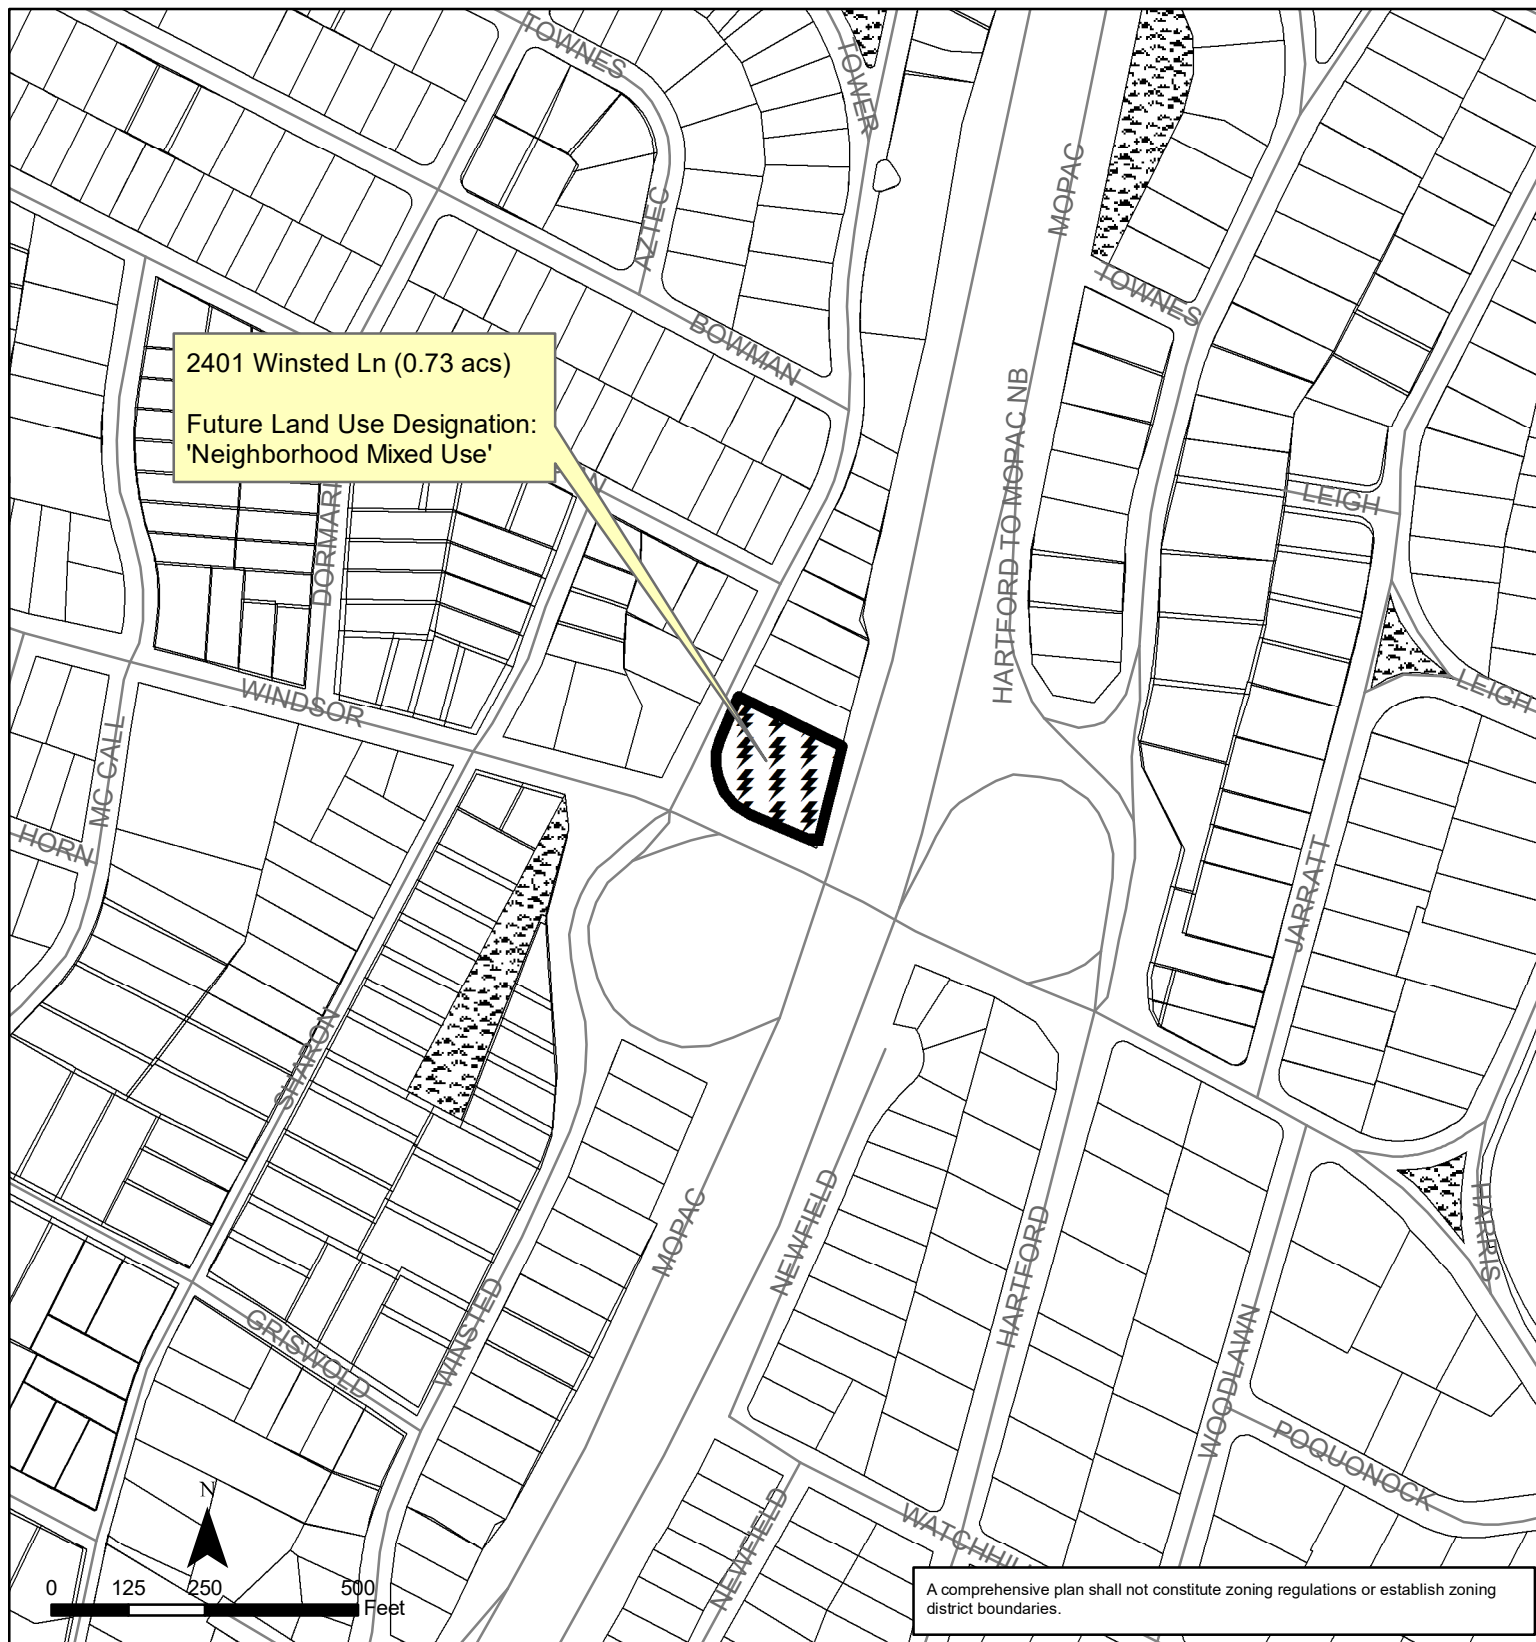 TOWNES
TOWER
MOPAC
AZTEC
TOWNES
BOWMAN
2401 Winsted Ln (0.73 acs)
Future Land Use Designation:
'Neighborhood Mixed Use'
HARTFORD TO MOPAC NB
LEIGH
WINDSOR
LEIGH
MC CALL
HORN
JARRATT
SHARON
MOPAC
NEWFIELD
HARTFORD
HARRIS
WINSTED
GRISWOLD
WOODLAWN
POQUONOCK
NEWFIELD
N
0 125 250 500
Feet
A comprehensive plan shall not constitute zoning regulations or establish zoning
district boundaries.